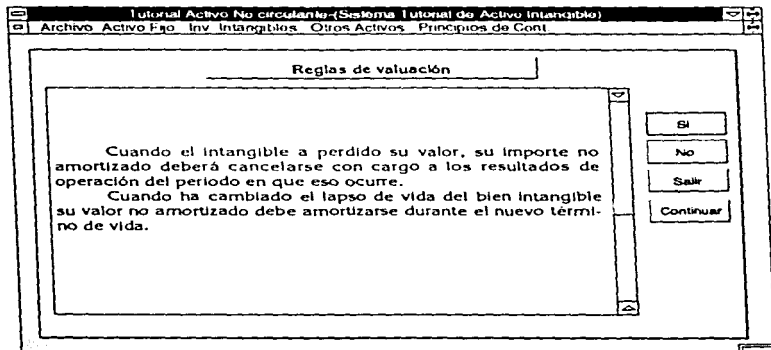 Tutorial Activo No circulante-(Sistema Tutorial de Activo Intangible)
Archivo Activo Fijo Inv Intangibles Otros Activos Principios de Cont.
Reglas de valuación
Cuando el intangible a perdido su valor, su importe no
amortizado deberá cancelarse con cargo a los resultados de
operación del periodo en que eso ocurre.
Cuando ha cambiado el lapso de vida del bien intangible
su valor no amortizado debe amortizarse durante el nuevo térmi-
no de vida.
Si
No
Salir
Continuar